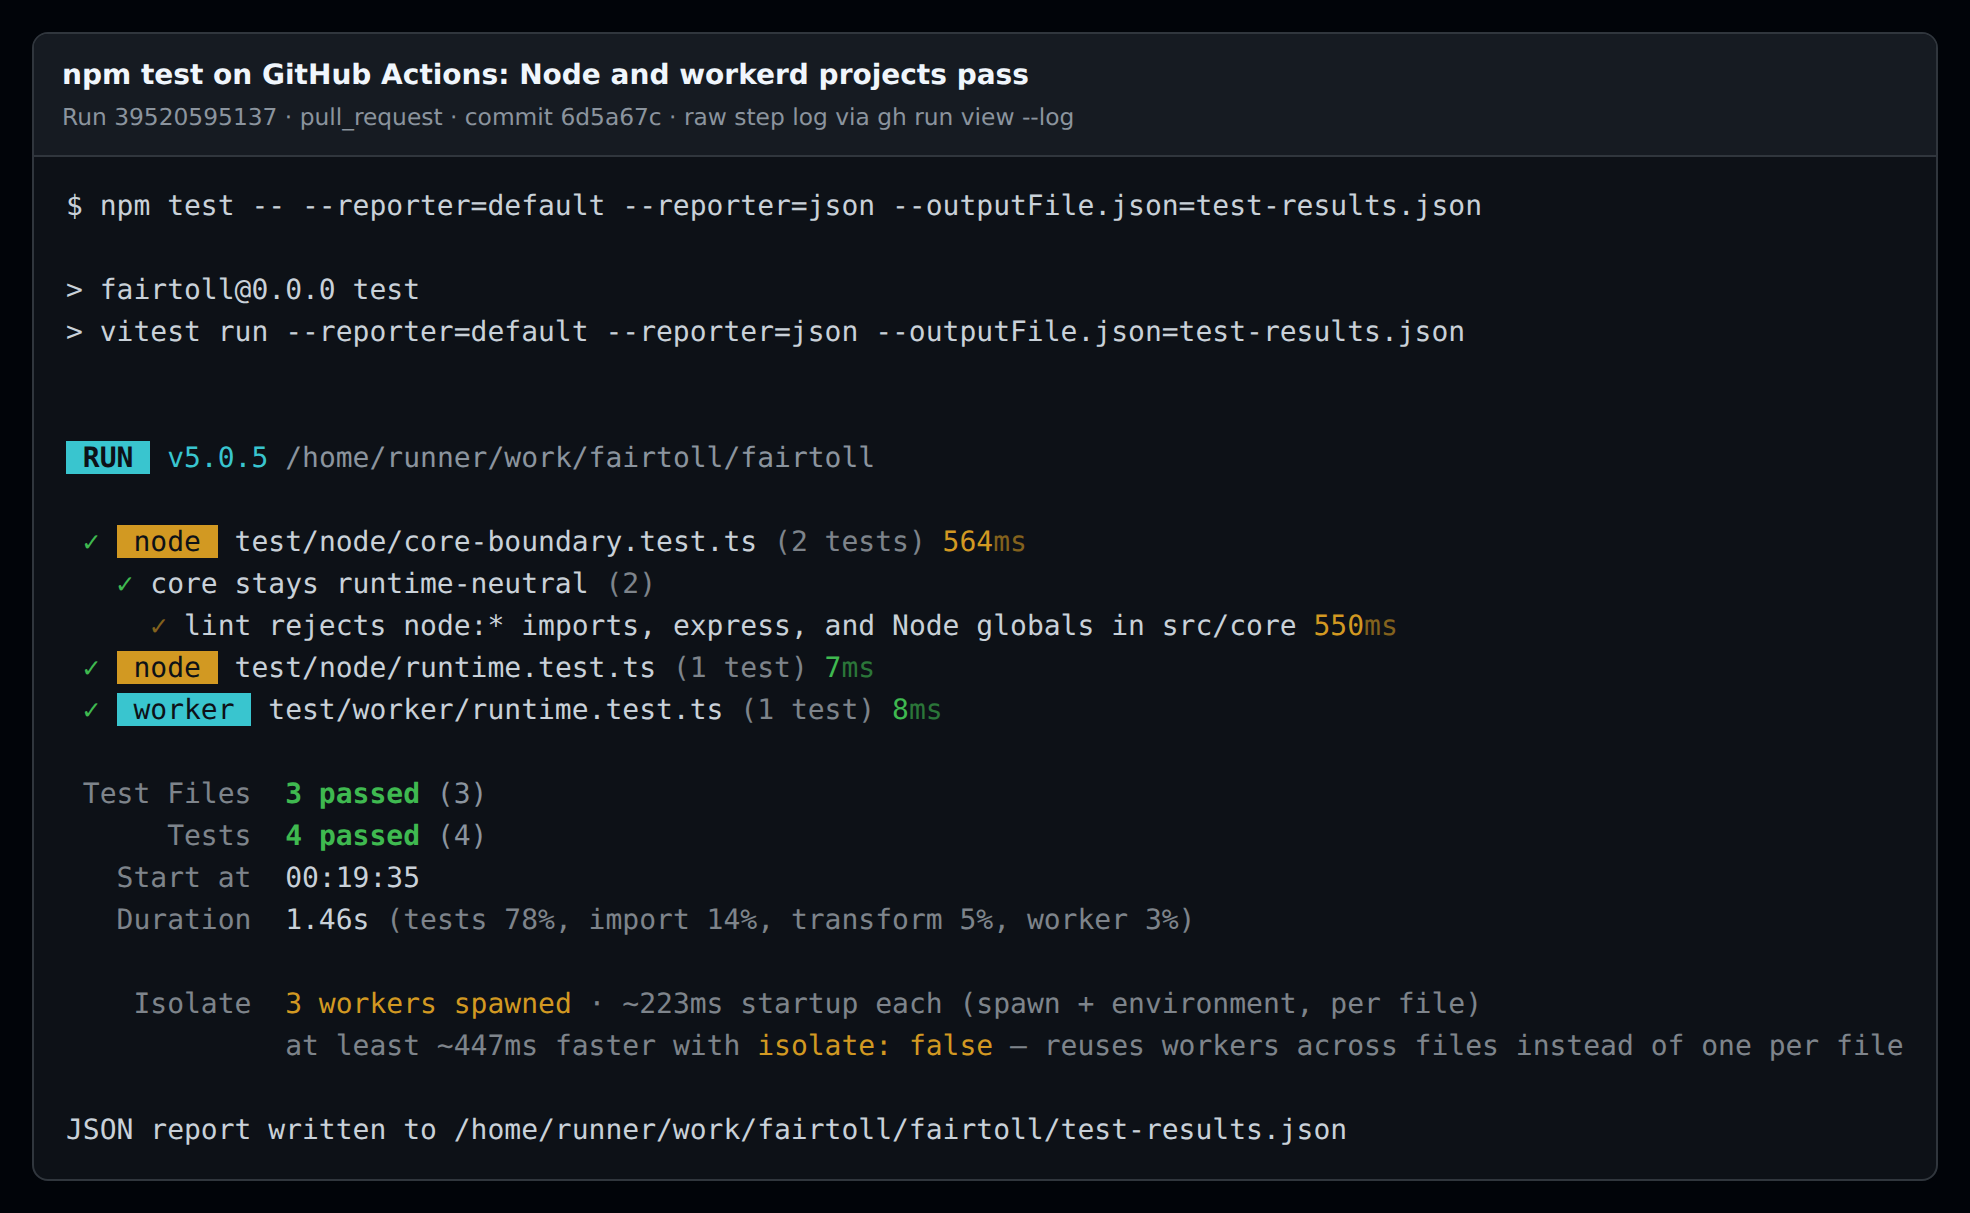 npm test on GitHub Actions: Node and workerd projects pass
Run 39520595137 · pull_request · commit 6d5a67c · raw step log via gh run view --log
$ npm test -- --reporter=default --reporter=json --outputFile.json=test-results.json
> fairtoll@0.0.0 test
> vitest run --reporter=default --reporter=json --outputFile.json=test-results.json
RUN v5.0.5 /home/runner/work/fairtoll/fairtoll
✓ node test/node/core-boundary.test.ts (2 tests) 564ms
✓ core stays runtime-neutral (2)
✓ lint rejects node:* imports, express, and Node globals in src/core 550ms
✓ node test/node/runtime.test.ts (1 test) 7ms
✓ worker test/worker/runtime.test.ts (1 test) 8ms
Test Files 3 passed (3)
Tests 4 passed (4)
Start at 00:19:35
Duration 1.46s (tests 78%, import 14%, transform 5%, worker 3%)
Isolate 3 workers spawned · ~223ms startup each (spawn + environment, per file)
at least ~447ms faster with isolate: false — reuses workers across files instead of one per file
JSON report written to /home/runner/work/fairtoll/fairtoll/test-results.json